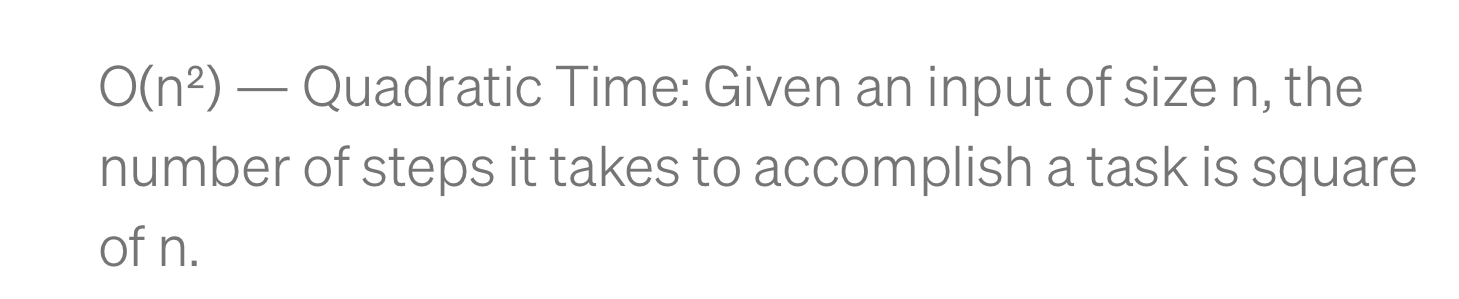 O(n²) — Quadratic Time: Given an input of size n, the
number of steps it takes to accomplish a task is square
of n.